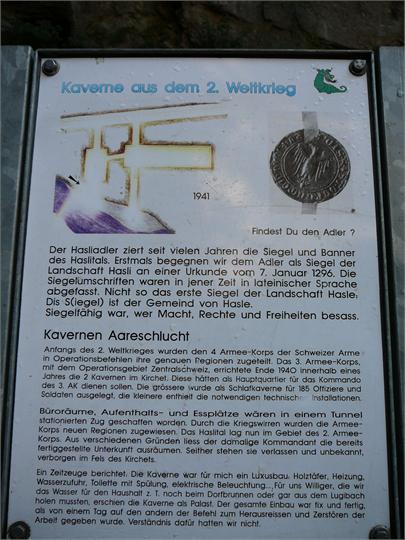 Kaverne aus dem 2. Weltkrieg
1941
Findest Du den Adler ?
Der Hasliadler ziert seit vielen Jahren die Siegel und Banner
des Haslitals. Erstmals begegnen wir dem Adler als Siegel der
Landschaft Hasli an einer Urkunde vom 7. Januar 1296. Die
Siegelumschriften waren in jener Zeit in lateinischer Sprache
abgefasst. Nicht so das erste Siegel der Landschaft Hasle,
Dis S(iegel) ist der Gemeind von Hasle.
Siegelfähig war, wer Macht, Rechte und Freiheiten besass.
Kavernen Aareschlucht
Anfangs des 2. Weltkrieges wurden den 4 Armee-Korps der Schweizer Arme
in Operationsbefehlen ihre genauen Regionen zugeteilt. Das 3. Armee-Korps,
mit dem Operationsgebiet Zentralschweiz, errichtete Ende 1940 innerhalb eines
Jahres die 2 Kavernen im Kirchet. Diese hätten als Hauptquartier für das Kommando
des 3. AK dienen sollen. Die grössere wurde als Schlafkaverne für 185 Offiziere und
Soldaten ausgelegt, die kleinere enthielt die notwendigen technischen Installationen.
Büroräume, Aufenthalts- und Essplätze wären in einem Tunnel
stationierten Zug geschaffen worden. Durch die Kriegswirren wurden die Armee-
Korps neuen Regionen zugewiesen. Das Haslital lag nun im Gebiet des 2. Armee-
Korps. Aus verschiedenen Gründen liess der damalige Kommandant die bereits
fertiggestellte Unterkunft ausräumen. Seither stehen sie verlassen und unbekannt,
verborgen im Fels des Kirchets.
Ein Zeitzeuge berichtet. Die Kaverne war für mich ein Luxusbau. Holztäfer, Heizung,
Wasserzufuhr, Toilette mit Spülung, elektrische Beleuchtung...Für uns Williger, die wir
das Wasser für den Haushalt z. T. noch beim Dorfbrunnen oder gar aus dem Lugibach
holen mussten, erschien die Kaverne als Palast. Der gesamte Einbau war fix und fertig,
als von einem Tag auf den andern der Befehl zum Herausreissen und Zerstören der
Arbeit gegeben wurde. Verständnis dafür hatten wir nicht.